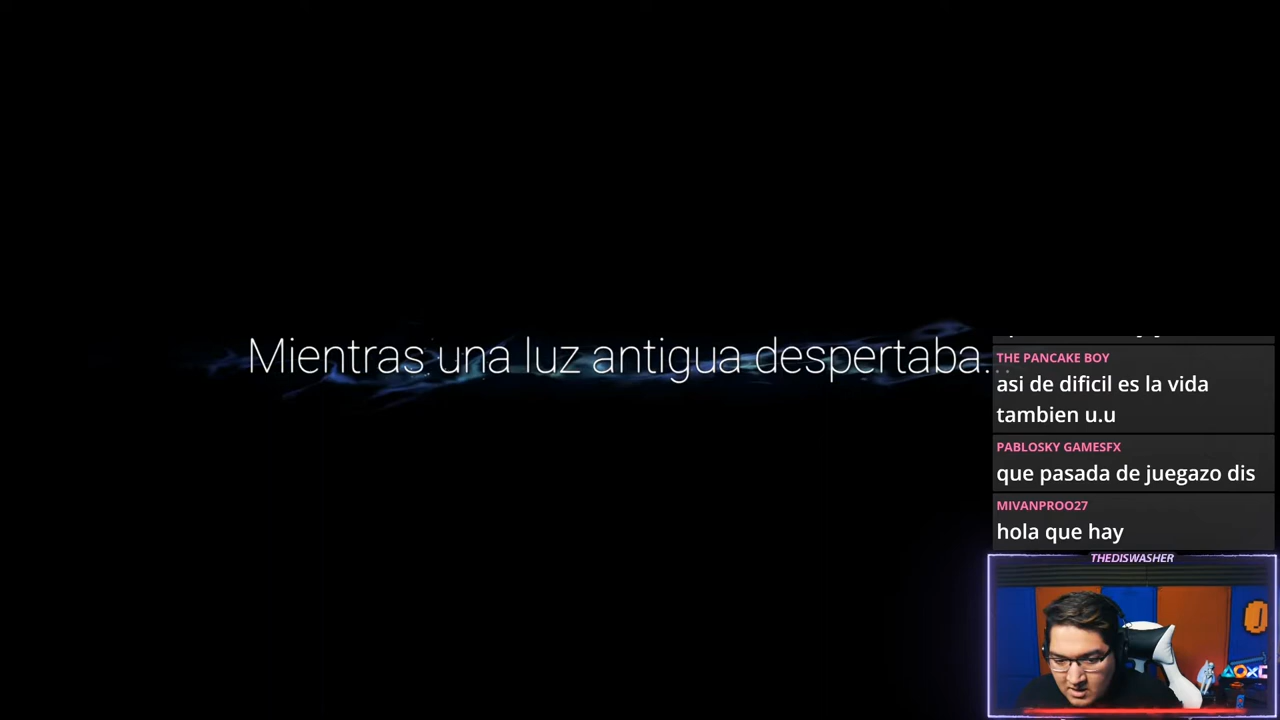 Mientras una luz antigua despertaba...
THE PANCAKE BOY
asi de dificil es la vida
tambien u.u
PABLOSKY GAMESFX
que pasada de juegazo dis
MIVANPROO27
hola que hay
THEDISWASHER